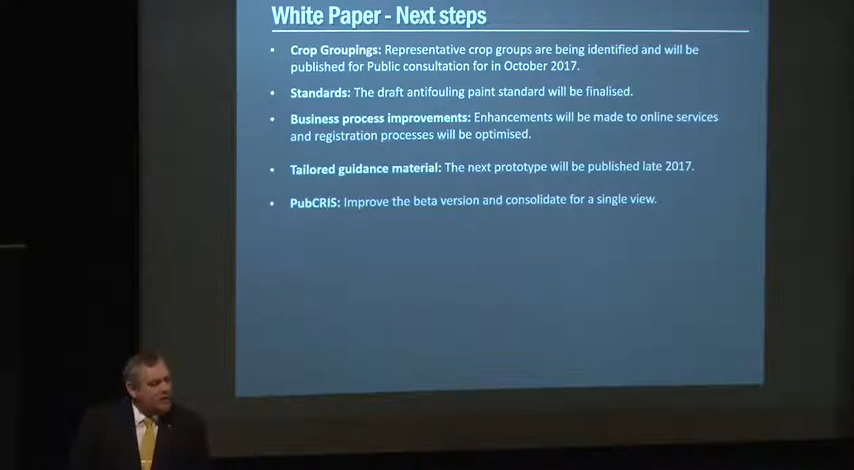 White Paper - Next steps
• Crop Groupings: Representative crop groups are being identified and will be
published for Public consultation for in October 2017.
• Standards: The draft antifouling paint standard will be finalised.
• Business process improvements: Enhancements will be made to online services
and registration processes will be optimised.
• Tailored guidance material: The next prototype will be published late 2017.
• PubCRIS: Improve the beta version and consolidate for a single view.